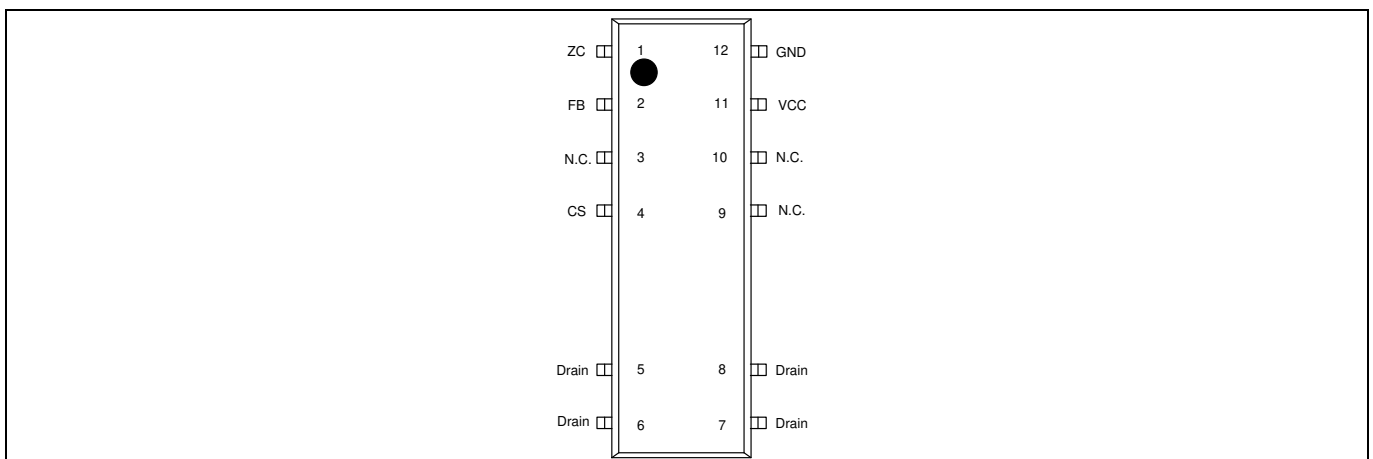 ZC 1 12 GND
FB 2 11 VCC
N.C. 3 10 N.C.
CS 4 9 N.C.
Drain 5 8 Drain
Drain 6 7 Drain